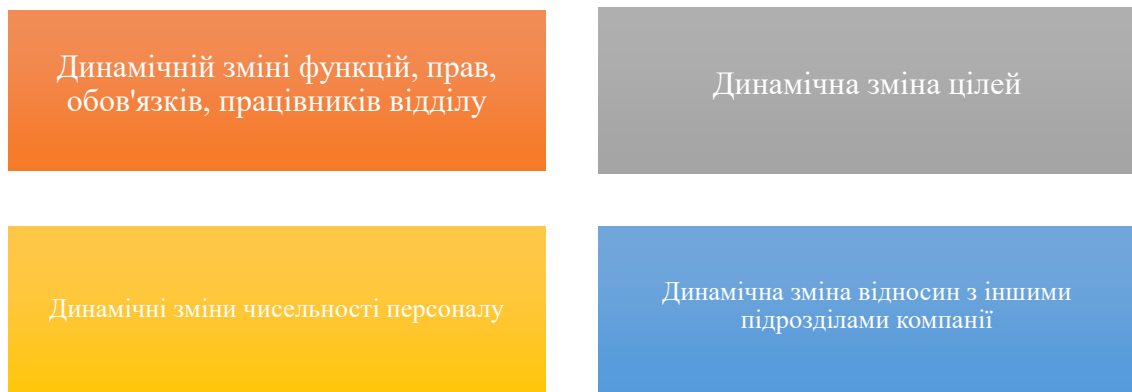 Динамічній зміні функцій, прав,
обов'язків, працівників відділу
Динамічна зміна цілей
Динамічні зміни чисельності персоналу
Динамічна зміна відносин з іншими
підрозділами компанії